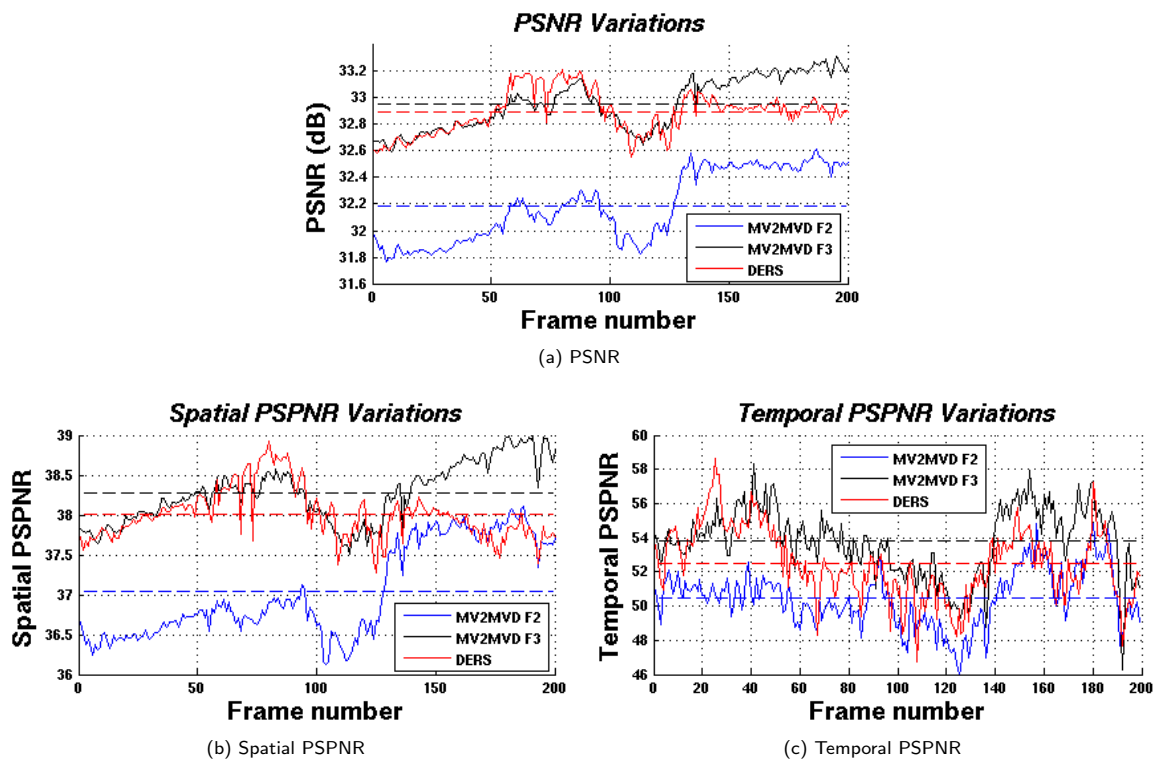 PSNR Variations
PSNR (dB)
33.2
33
32.8
32.6
32.4
32.2
32
31.8
31.6
0 50 100 150 200
MV2MVD F2
MV2MVD F3
DERS
Frame number
(a) PSNR
Spatial PSPNR Variations
Spatial PSPNR
39
38.5
38
37.5
37
36.5
36
0 50 100 150 200
MV2MVD F2
MV2MVD F3
DERS
Frame number
(b) Spatial PSPNR
Temporal PSPNR Variations
Temporal PSPNR
60
58
56
54
52
50
48
46
0 20 40 60 80 100 120 140 160 180 200
MV2MVD F2
MV2MVD F3
DERS
Frame number
(c) Temporal PSPNR